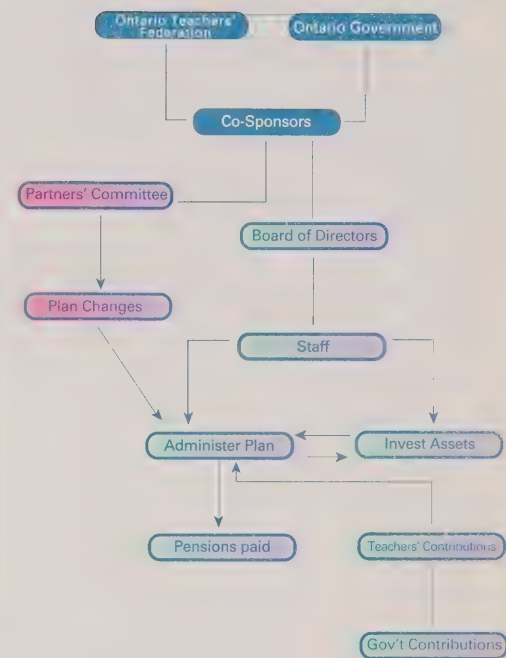 Ontario Teachers'
Federation
Ontario Government
Co-Sponsors
Partners' Committee
Board of Directors
Plan Changes
Staff
Administer Plan
Invest Assets
Pensions paid
Teachers' Contributions
Gov't Contributions